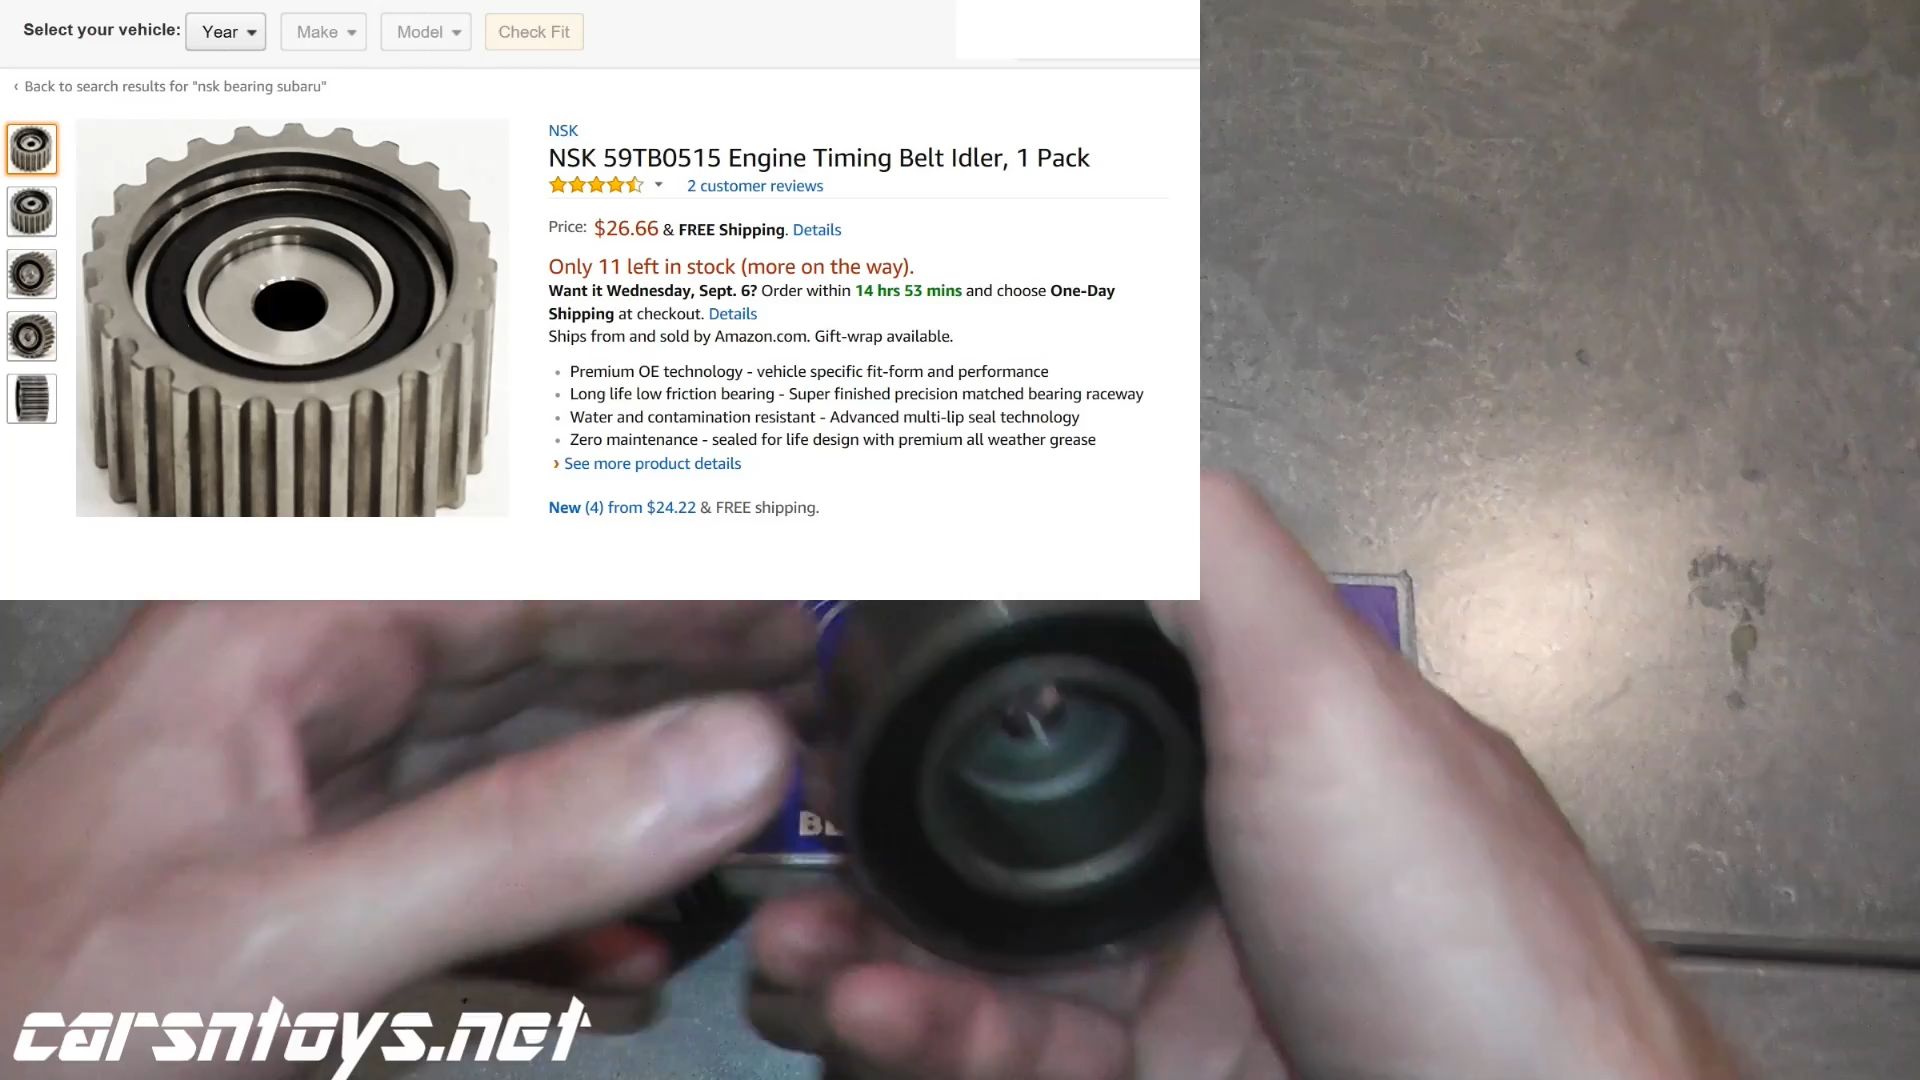 Select your vehicle: Year Make Model Check Fit
‹ Back to search results for "nsk bearing subaru"
NSK
NSK 59TB0515 Engine Timing Belt Idler, 1 Pack
2 customer reviews
Price: $26.66 & FREE Shipping. Details
Only 11 left in stock (more on the way).
Want it Wednesday, Sept. 6? Order within 14 hrs 53 mins and choose One-Day
Shipping at checkout. Details
Ships from and sold by Amazon.com. Gift-wrap available.
• Premium OE technology - vehicle specific fit-form and performance
• Long life low friction bearing - Super finished precision matched bearing raceway
• Water and contamination resistant - Advanced multi-lip seal technology
• Zero maintenance - sealed for life design with premium all weather grease
› See more product details
New (4) from $24.22 & FREE shipping.
carsntoys.net